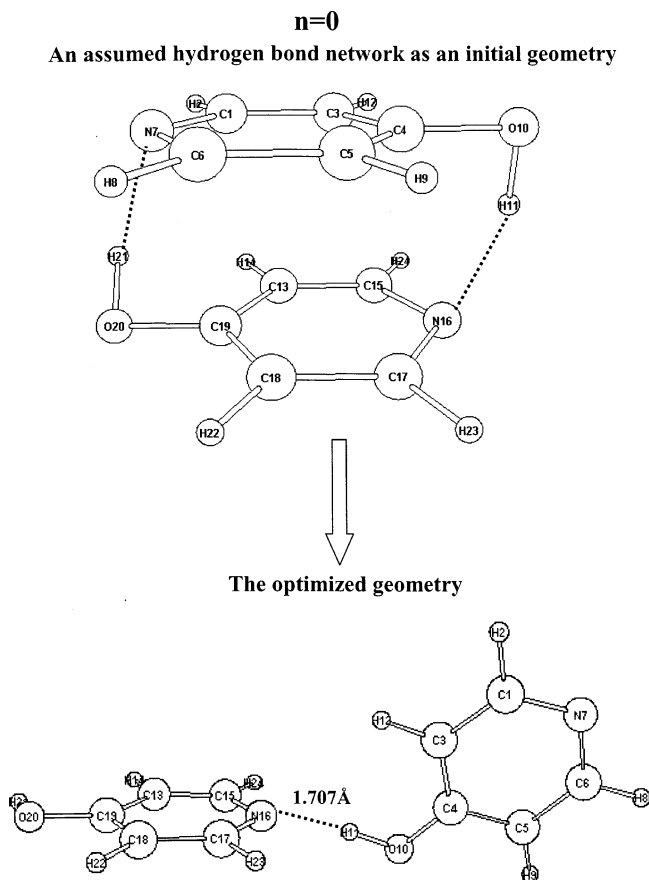 n=0
An assumed hydrogen bond network as an initial geometry
H2 C1 C3 H12
N7 C4 O10
C6 C5
H8 H9
H11
H21 H14 H24
C13 C15
O20 C19 N16
C18 C17
H22 H23
The optimized geometry
H2
C1
N7
H12 C3
H14 C13 C15 H24 1.707Å C6
H21 C4 H8
O20 C19 N16 H11
C18 C17 O10 C5
H22 H23 H9